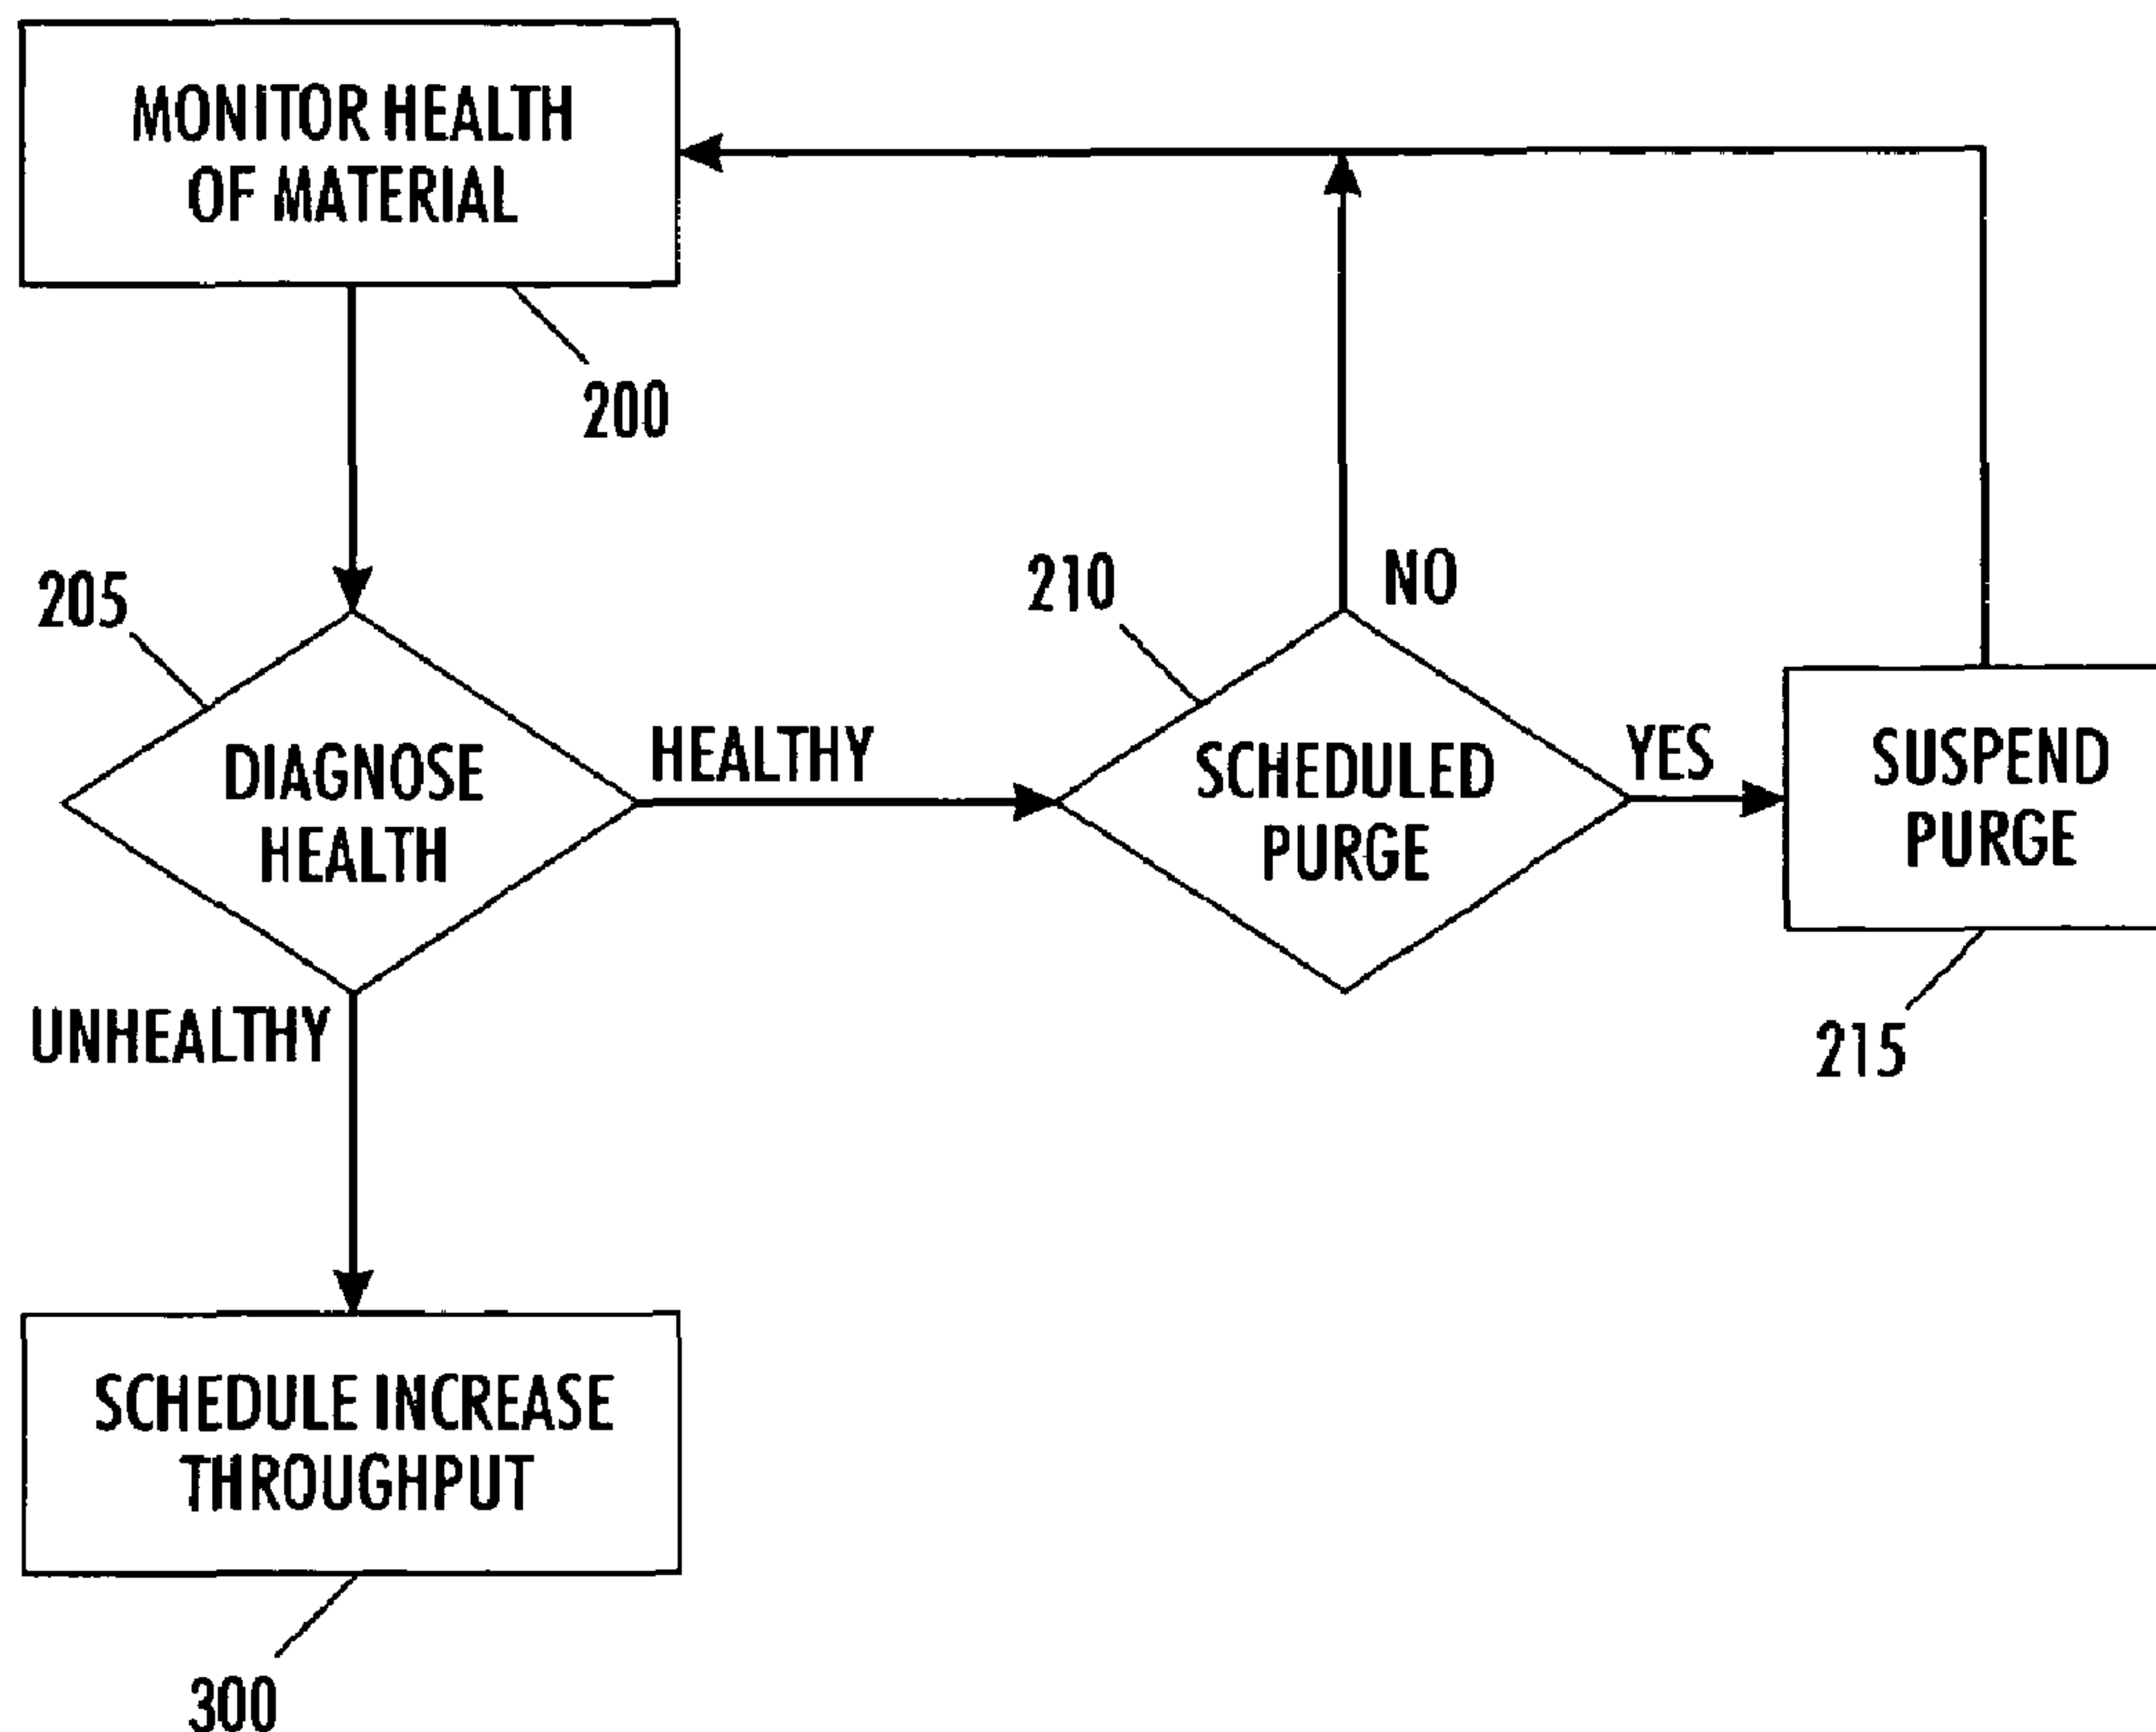 MONITOR HEALTH
OF MATERIAL
200
205
DIAGNOSE
HEALTH
HEALTHY
210
NO
SCHEDULED
PURGE
YES
SUSPEND
PURGE
215
UNHEALTHY
SCHEDULE INCREASE
THROUGHPUT
300